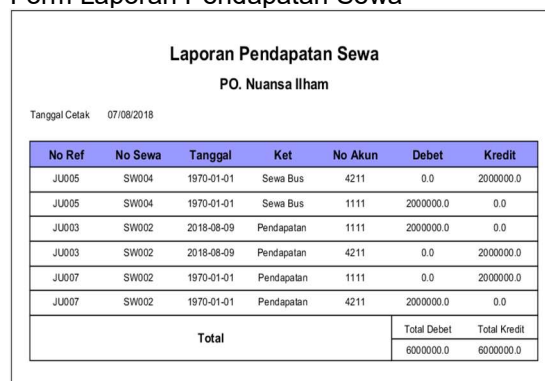 Form Laporan Pendapatan Sewa
Laporan Pendapatan Sewa
PO. Nuansa Ilham
Tanggal Cetak 07/08/2018
No Ref No Sewa Tanggal Ket No Akun Debet Kredit
JU005 SW004 1970-01-01 Sewa Bus 4211 0.0 2000000.0
JU005 SW004 1970-01-01 Sewa Bus 1111 2000000.0 0.0
JU003 SW002 2018-08-09 Pendapatan 1111 2000000.0 0.0
JU003 SW002 2018-08-09 Pendapatan 4211 0.0 2000000.0
JU007 SW002 1970-01-01 Pendapatan 1111 0.0 2000000.0
JU007 SW002 1970-01-01 Pendapatan 4211 2000000.0 0.0
Total Total Debet Total Kredit
6000000.0 6000000.0